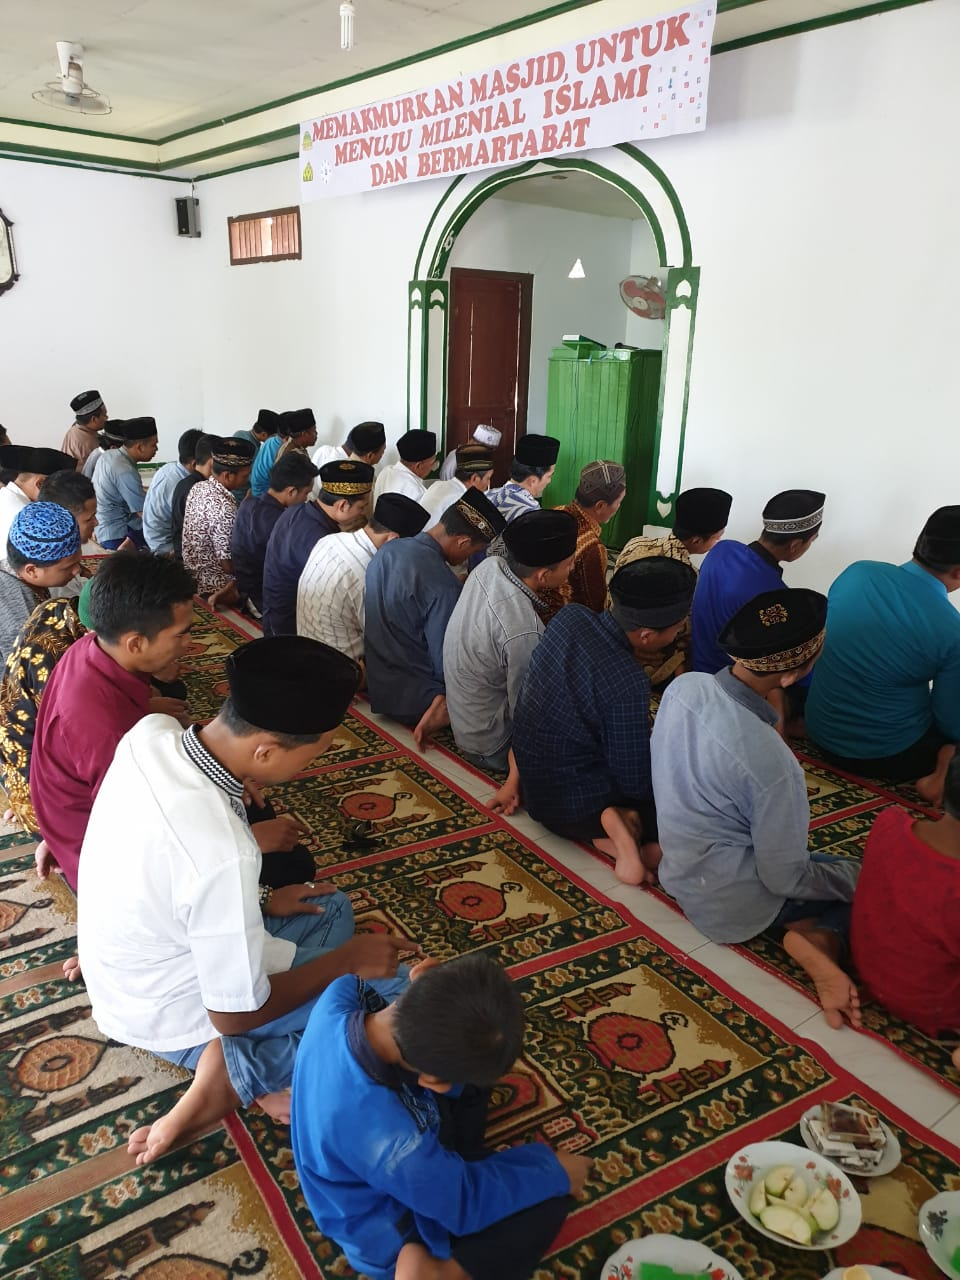 MEMAKMURKAN MASJID, UNTUK
MENUJU MILENIAL ISLAMI
DAN BERMARTABAT